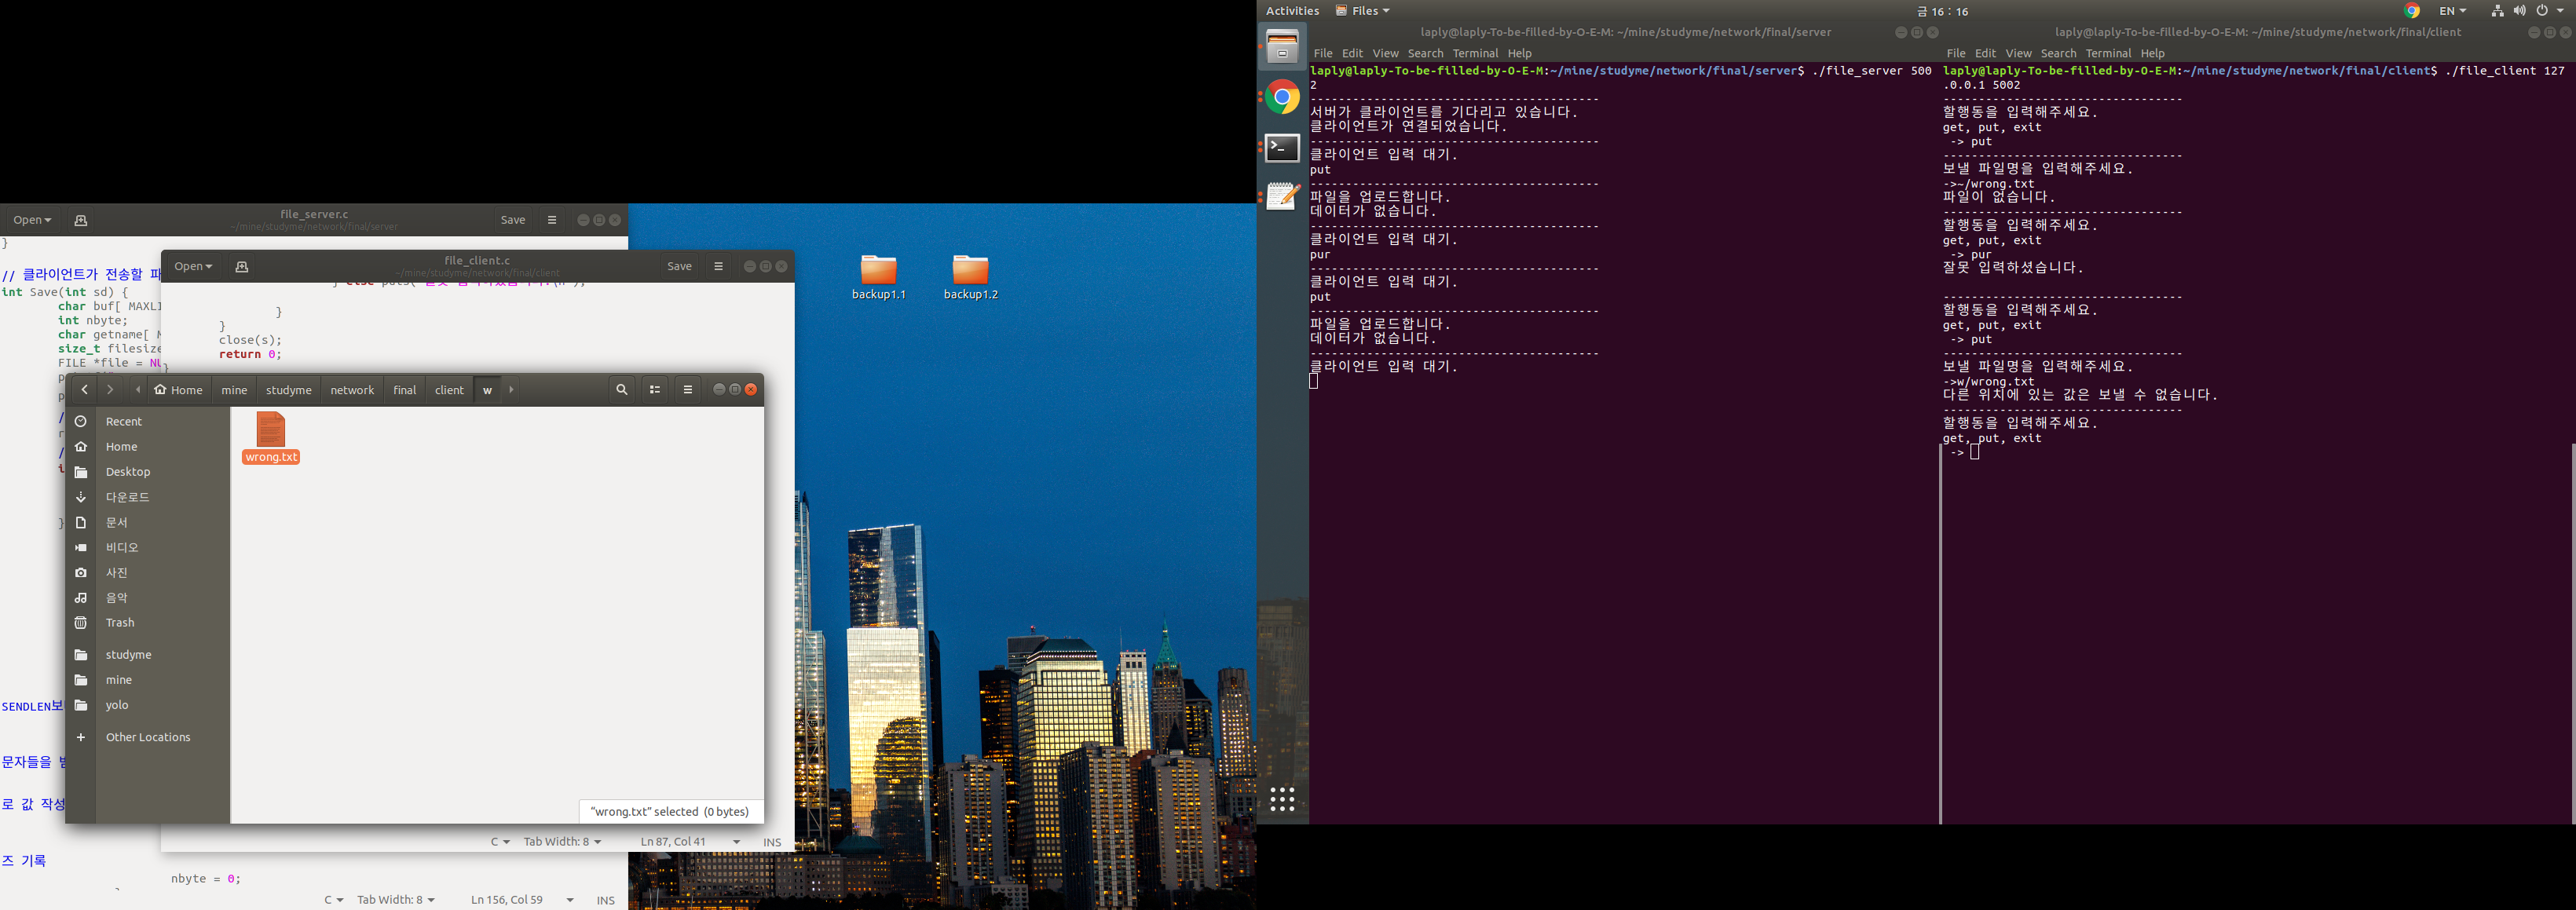 Activities
Files
금 16 : 16
EN
Open
file_server.c
~/mine/studyme/network/final/server
Save
}
// 클라이언트가 전송할 파
int Save(int sd) {
char buf[ MAXLI
int nbyte;
char getname[ M
size_t filesize
FILE *file = NU
SENDLEN보
문자들을
로 값 작성
즈 기록
nbyte = 0;
C
Tab Width: 8
Ln 156, Col 59
INS
Open
file_client.c
~/mine/studyme/network/final/client
Save
}
}
close(s);
return 0;
}
C
Tab Width: 8
Ln 87, Col 41
INS
Home
mine
studyme
network
final
client
w
Recent
Home
Desktop
다운로드
문서
비디오
사진
음악
Trash
studyme
mine
yolo
Other Locations
wrong.txt
“wrong.txt” selected (0 bytes)
backup1.1
backup1.2
laply@laply-To-be-filled-by-O-E-M: ~/mine/studyme/network/final/server
File Edit View Search Terminal Help
laply@laply-To-be-filled-by-O-E-M:~/mine/studyme/network/final/server$ ./file_server 500
2
-----------------------------------------
서버가 클라이언트를 기다리고 있습니다.
클라이언트가 연결되었습니다.
-----------------------------------------
클라이언트 입력 대기.
put
-----------------------------------------
파일을 업로드합니다.
데이터가 없습니다.
-----------------------------------------
클라이언트 입력 대기.
pur
-----------------------------------------
클라이언트 입력 대기.
put
-----------------------------------------
파일을 업로드합니다.
데이터가 없습니다.
-----------------------------------------
클라이언트 입력 대기.
laply@laply-To-be-filled-by-O-E-M: ~/mine/studyme/network/final/client
File Edit View Search Terminal Help
laply@laply-To-be-filled-by-O-E-M:~/mine/studyme/network/final/client$ ./file_client 127
.0.0.1 5002
----------------------------------
할행동을 입력해주세요.
get, put, exit
-> put
----------------------------------
보낼 파일명을 입력해주세요.
->~/wrong.txt
파일이 없습니다.
----------------------------------
할행동을 입력해주세요.
get, put, exit
-> pur
잘못 입력하셨습니다.
----------------------------------
할행동을 입력해주세요.
get, put, exit
-> put
----------------------------------
보낼 파일명을 입력해주세요.
->w/wrong.txt
다른 위치에 있는 값은 보낼 수 없습니다.
----------------------------------
할행동을 입력해주세요.
get, put, exit
->